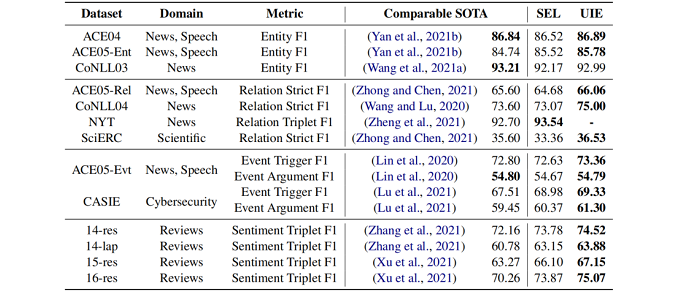 Dataset Domain Metric Comparable SOTA SEL UIE
ACE04 News, Speech Entity F1 (Yan et al., 2021b) 86.84 86.52 86.89
ACE05-Ent News, Speech Entity F1 (Yan et al., 2021b) 84.74 85.52 85.78
CoNLL03 News Entity F1 (Wang et al., 2021a) 93.21 92.17 92.99
ACE05-Rel News, Speech Relation Strict F1 (Zhong and Chen, 2021) 65.60 64.68 66.06
CoNLL04 News Relation Strict F1 (Wang and Lu, 2020) 73.60 73.07 75.00
NYT News Relation Triplet F1 (Zheng et al., 2021) 92.70 93.54 -
SciERC Scientific Relation Strict F1 (Zhong and Chen, 2021) 35.60 33.36 36.53
ACE05-Evt News, Speech Event Trigger F1 (Lin et al., 2020) 72.80 72.63 73.36
Event Argument F1 (Lin et al., 2020) 54.80 54.67 54.79
CASIE Cybersecurity Event Trigger F1 (Lu et al., 2021) 67.51 68.98 69.33
Event Argument F1 (Lu et al., 2021) 59.45 60.37 61.30
14-res Reviews Sentiment Triplet F1 (Zhang et al., 2021) 72.16 73.78 74.52
14-lap Reviews Sentiment Triplet F1 (Zhang et al., 2021) 60.78 63.15 63.88
15-res Reviews Sentiment Triplet F1 (Xu et al., 2021) 63.27 66.10 67.15
16-res Reviews Sentiment Triplet F1 (Xu et al., 2021) 70.26 73.87 75.07